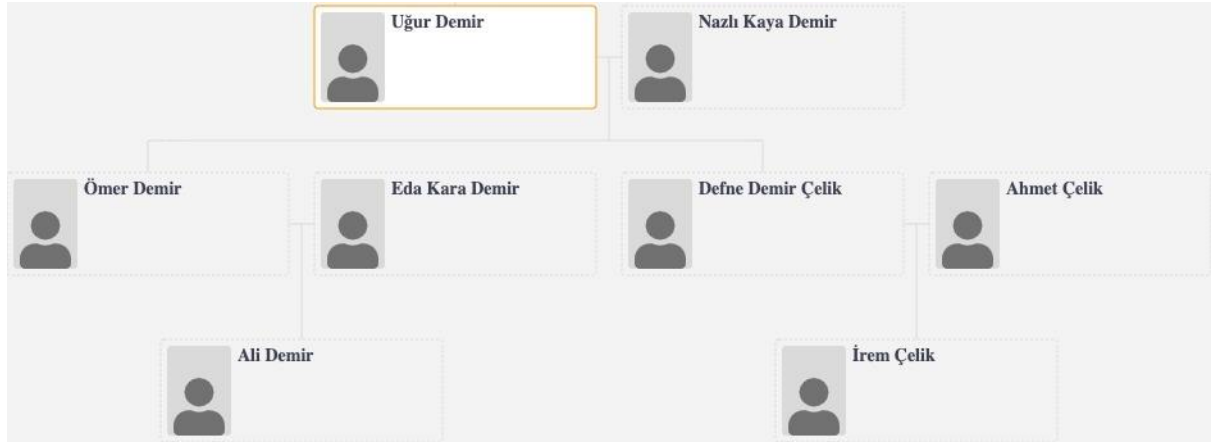 Uğur Demir
Nazlı Kaya Demir
Ömer Demir
Eda Kara Demir
Defne Demir Çelik
Ahmet Çelik
Ali Demir
İrem Çelik